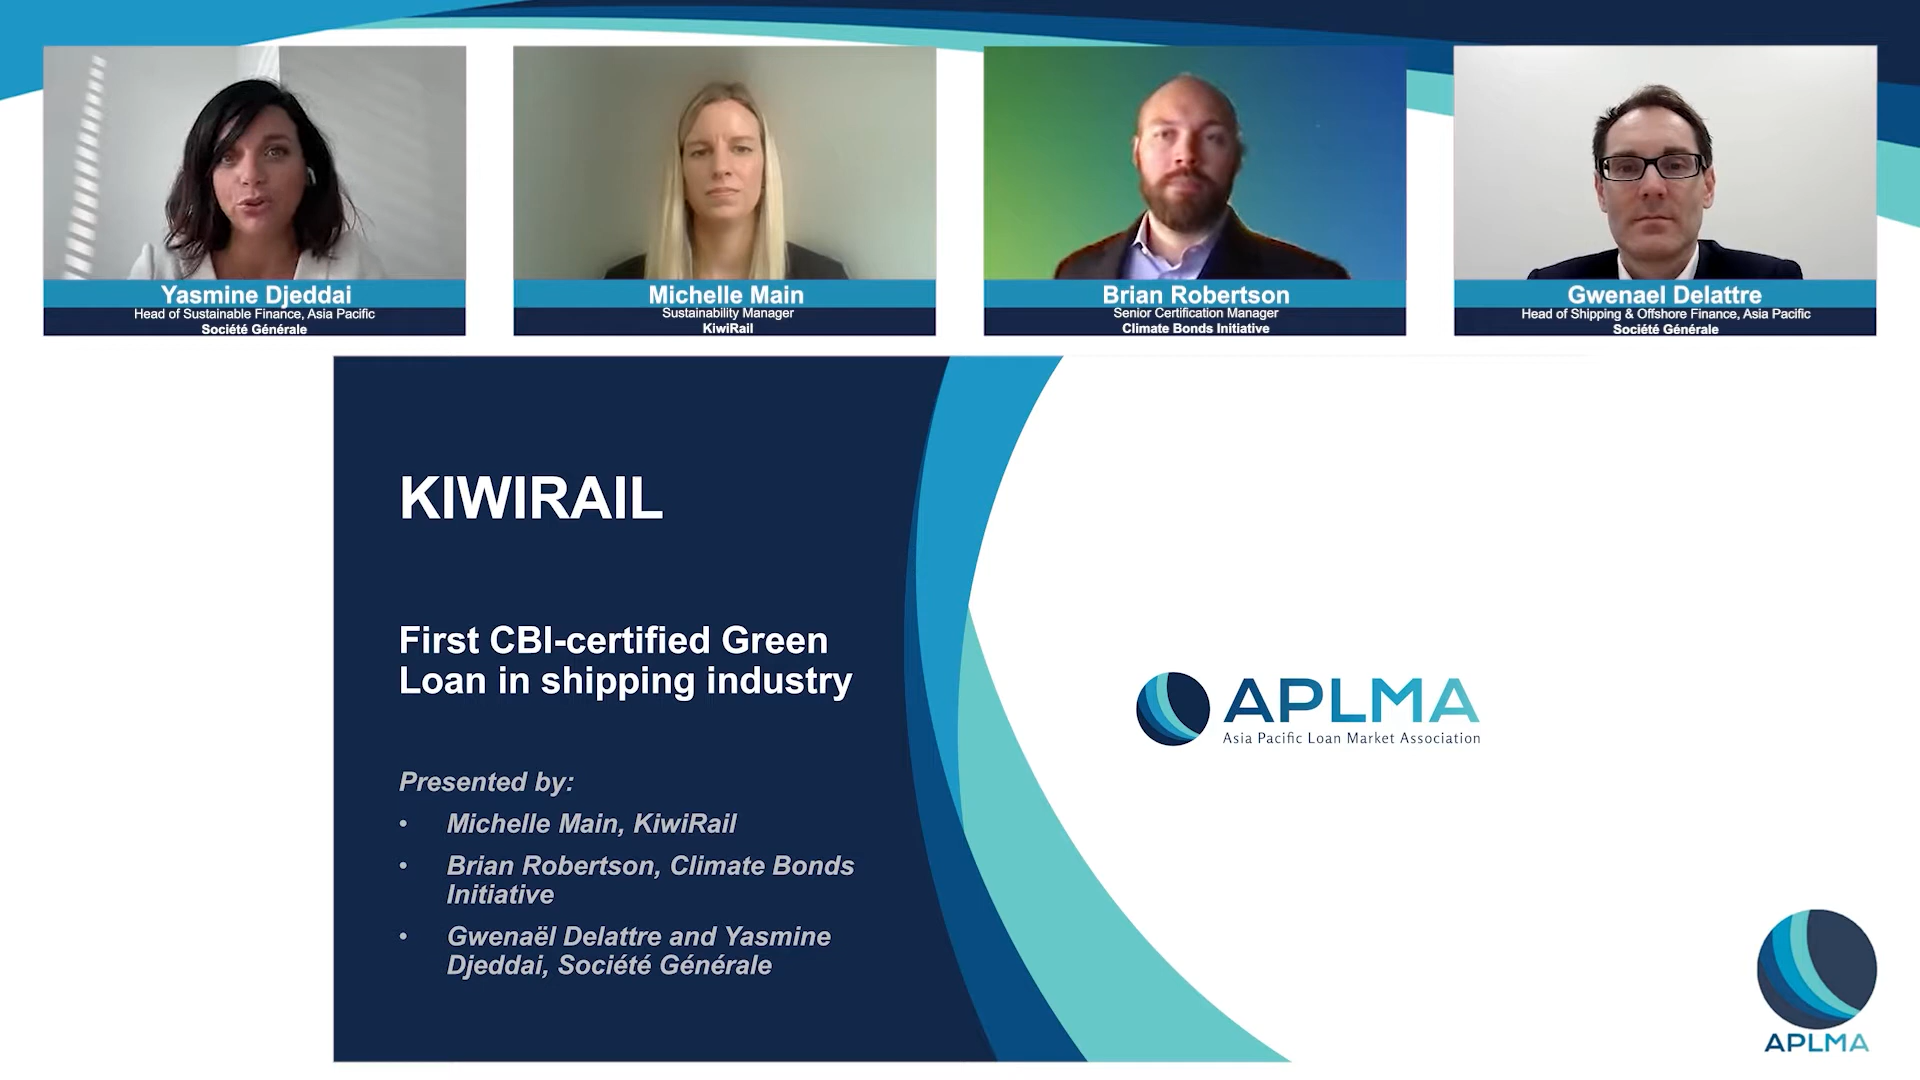 Yasmine Djeddai
Head of Sustainable Finance, Asia Pacific
Société Générale
Michelle Main
Sustainability Manager
KiwiRail
Brian Robertson
Senior Certification Manager
Climate Bonds Initiative
Gwenael Delattre
Head of Shipping & Offshore Finance, Asia Pacific
Société Générale
KIWIRAIL
First CBI-certified Green
Loan in shipping industry
Presented by:
• Michelle Main, KiwiRail
• Brian Robertson, Climate Bonds
Initiative
• Gwenaël Delattre and Yasmine
Djeddai, Société Générale
APLMA
Asia Pacific Loan Market Association
APLMA